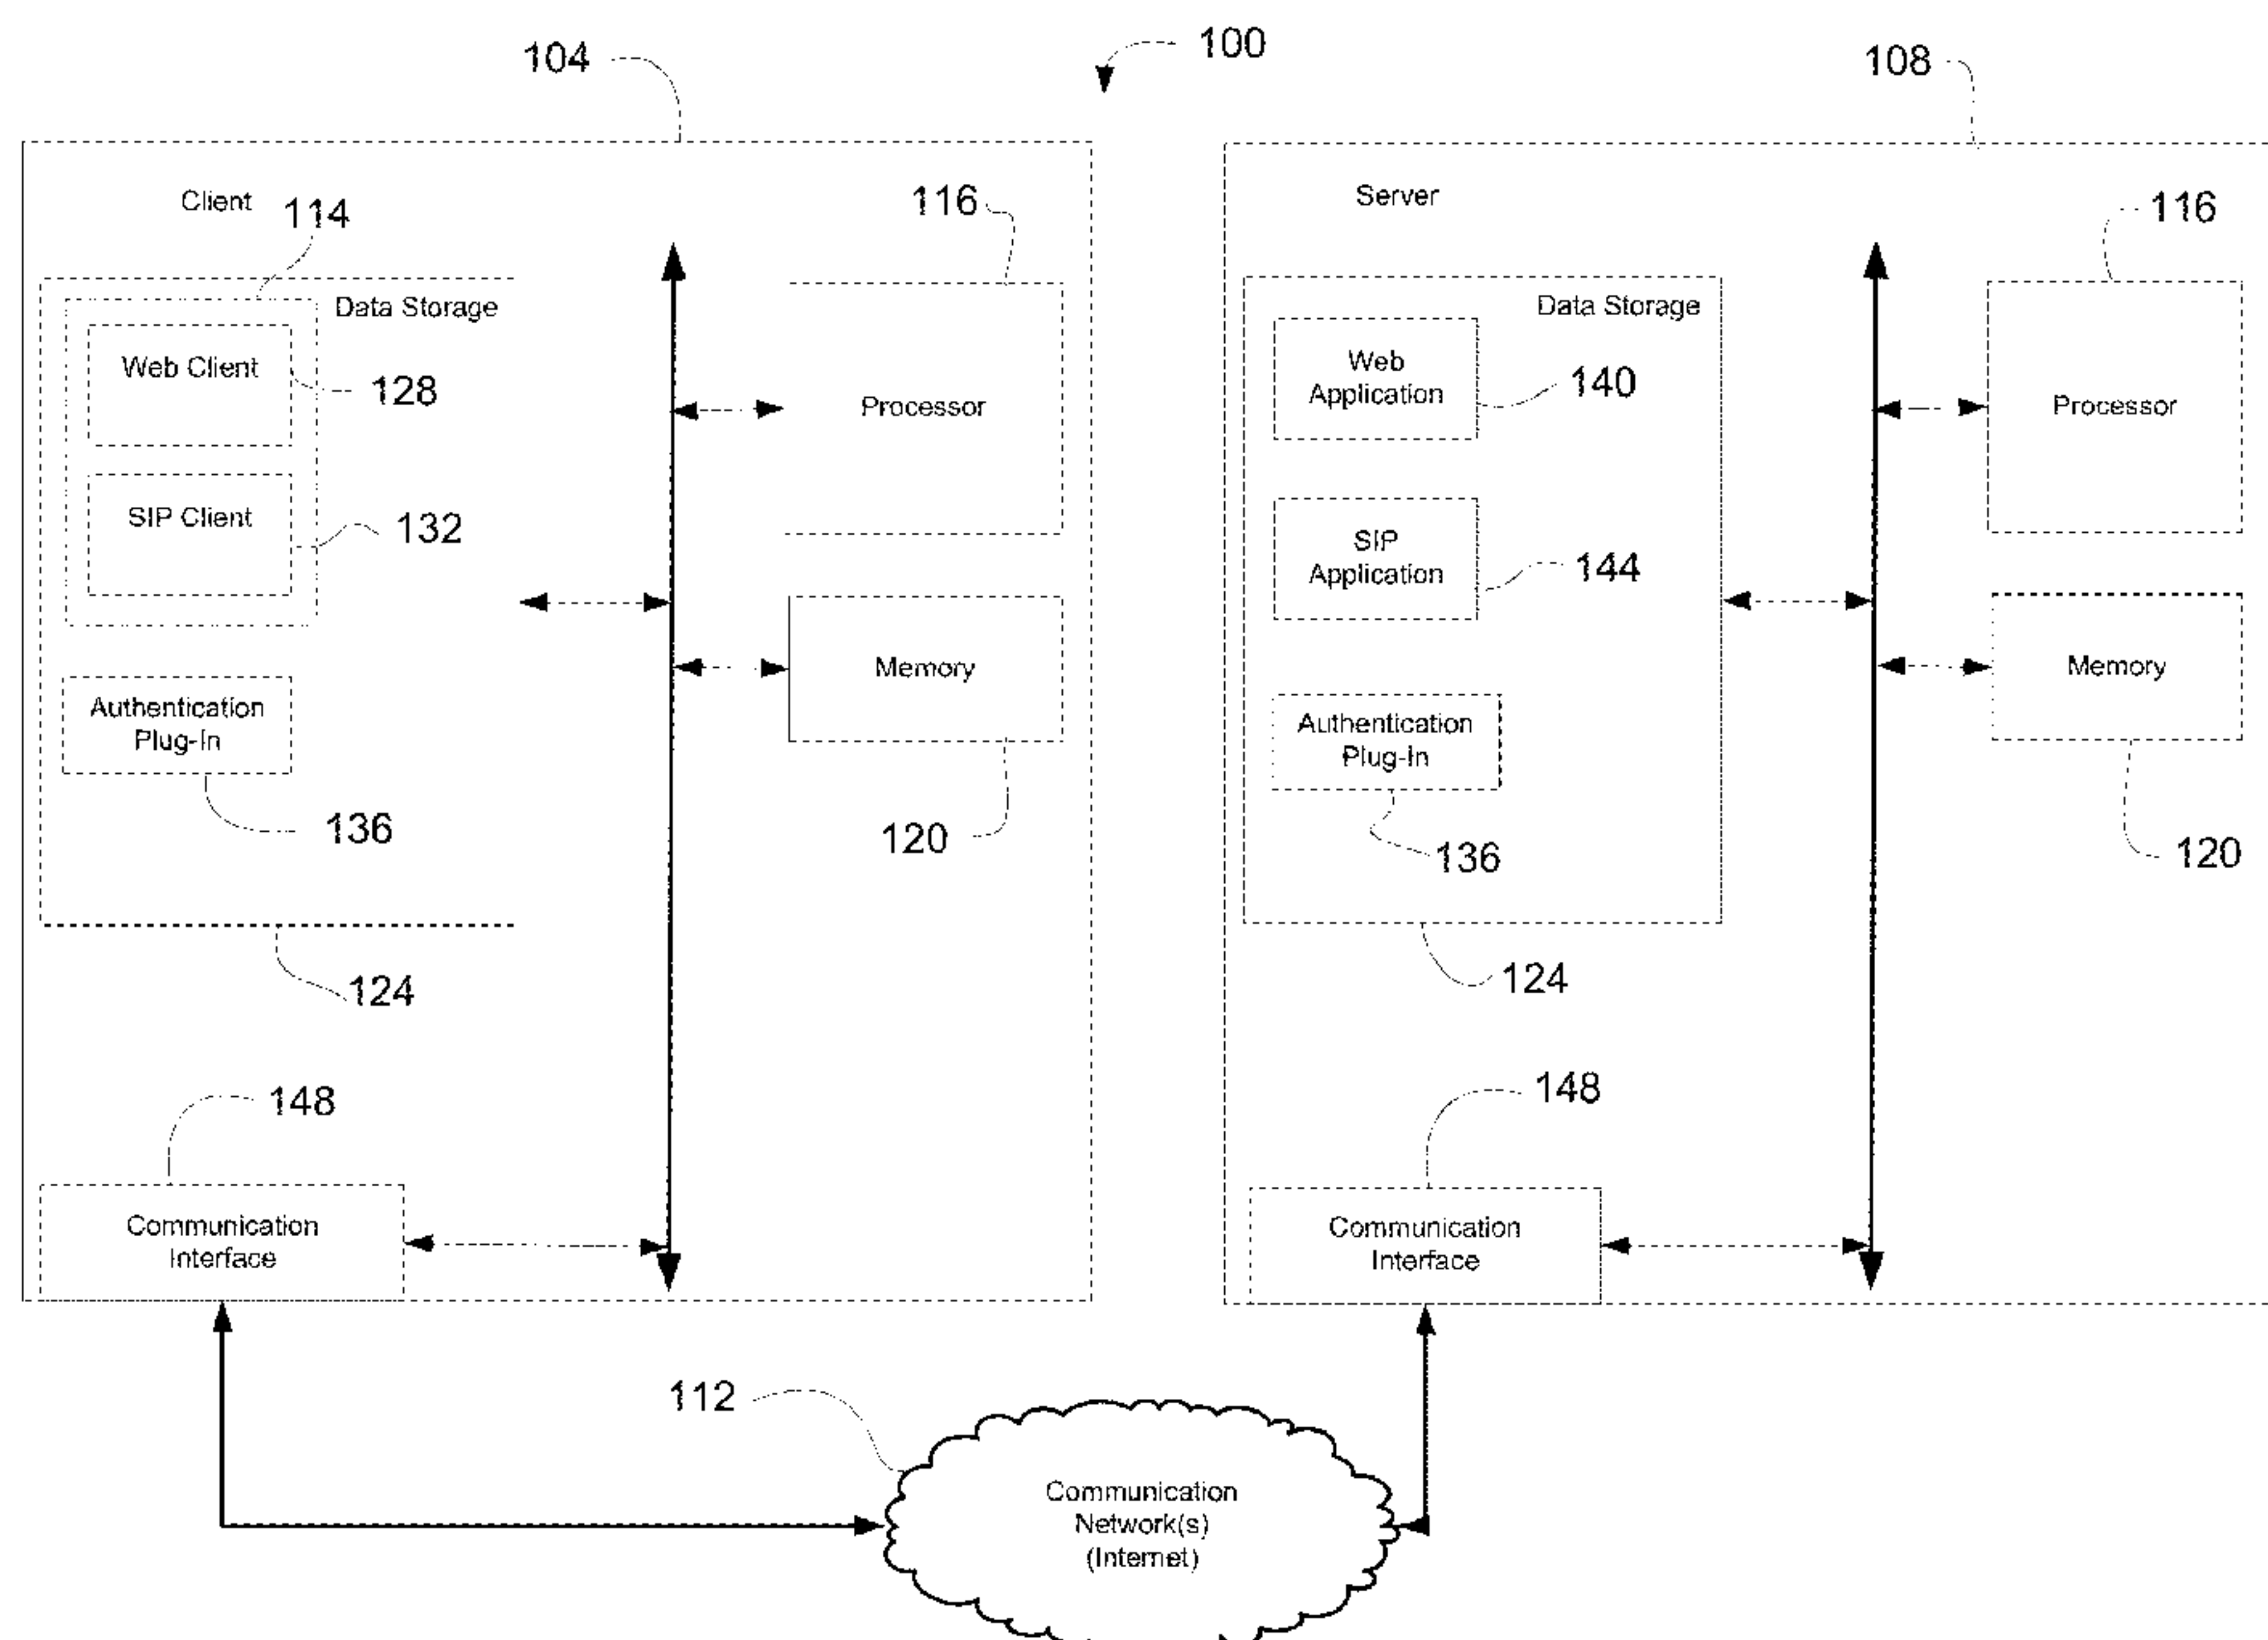 100
104
108
Client
114
116
Data Storage
Web Client
128
Processor
SIP Client
132
Memory
Authentication
Plug-In
136
120
124
148
Communication
Interface
Server
116
Data Storage
Web
Application
140
Processor
SIP
Application
144
Memory
Authentication
Plug-In
136
120
124
148
Communication
Interface
112
Communication
Network(s)
(Internet)